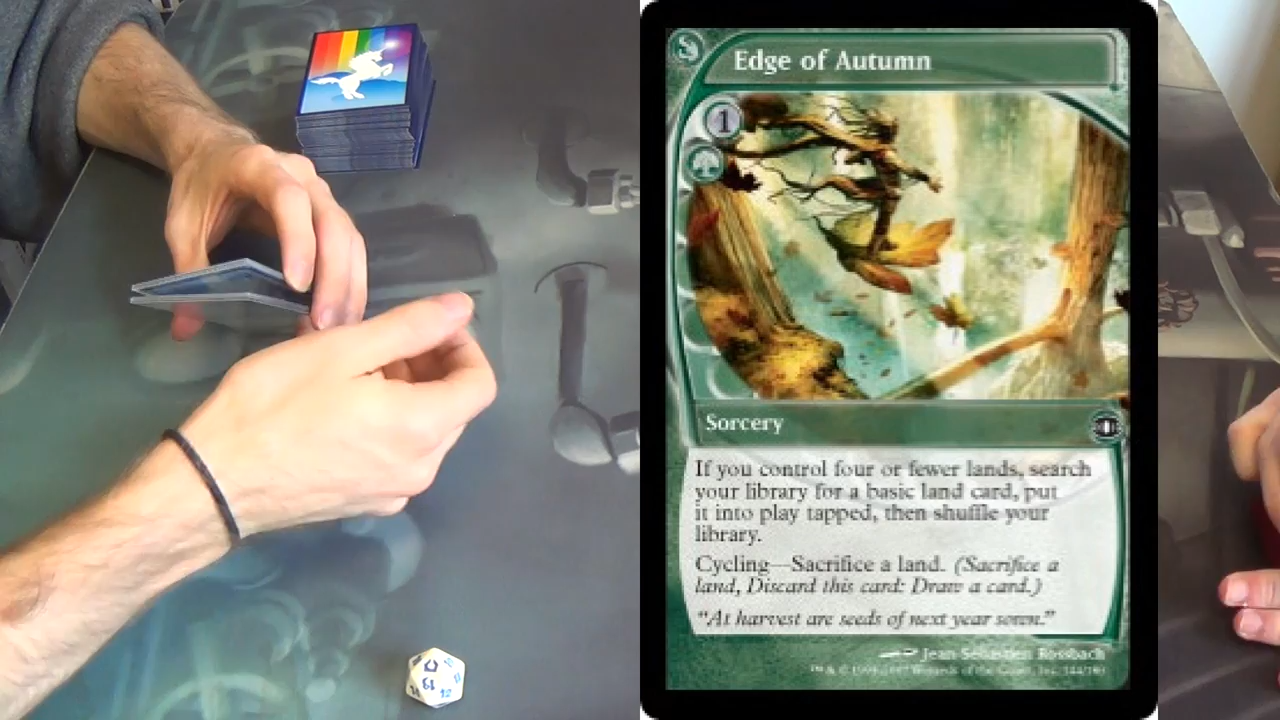 Edge of Autumn
1
Sorcery
If you control four or fewer lands, search
your library for a basic land card, put
it into play tapped, then shuffle your
library.
Cycling—Sacrifice a land. (Sacrifice a
land, Discard this card: Draw a card.)
"At harvest are seeds of next year sown."
Jean-Sébastien Rossbach
19